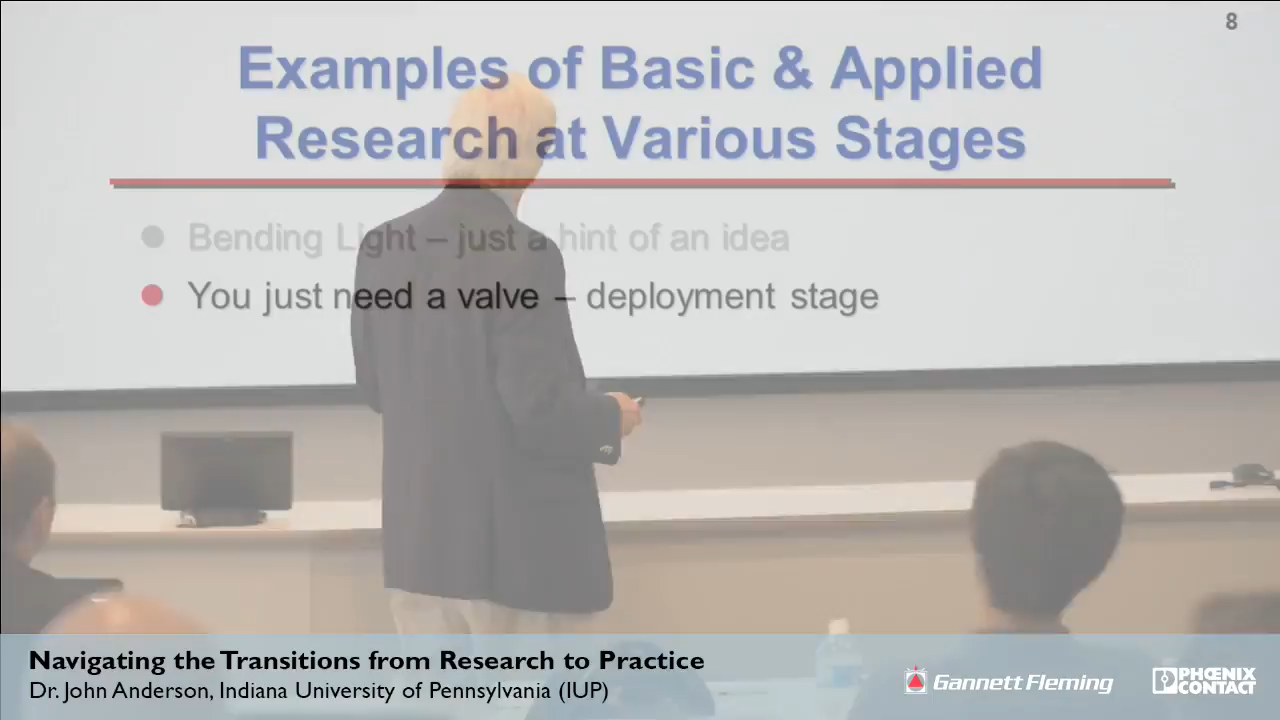 8
Examples of Basic & Applied
Research at Various Stages
Bending Light – just a hint of an idea
You just need a valve – deployment stage
Navigating the Transitions from Research to Practice
Dr. John Anderson, Indiana University of Pennsylvania (IUP)
Gannett Fleming
PHŒNIX
CONTACT